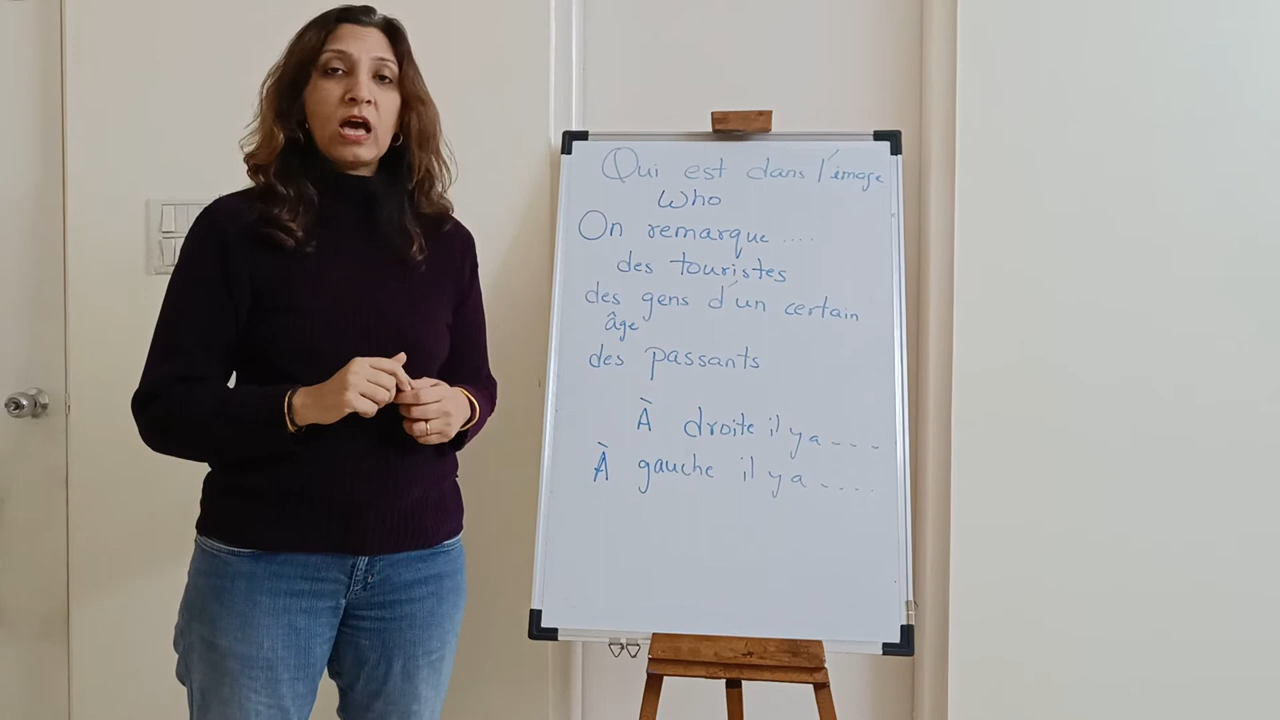 Qui est dans l'image
Who
On remarque ....
des touristes
des gens d'un certain
âge
des passants
À droite il y a - - -
À gauche il y a - . . . .